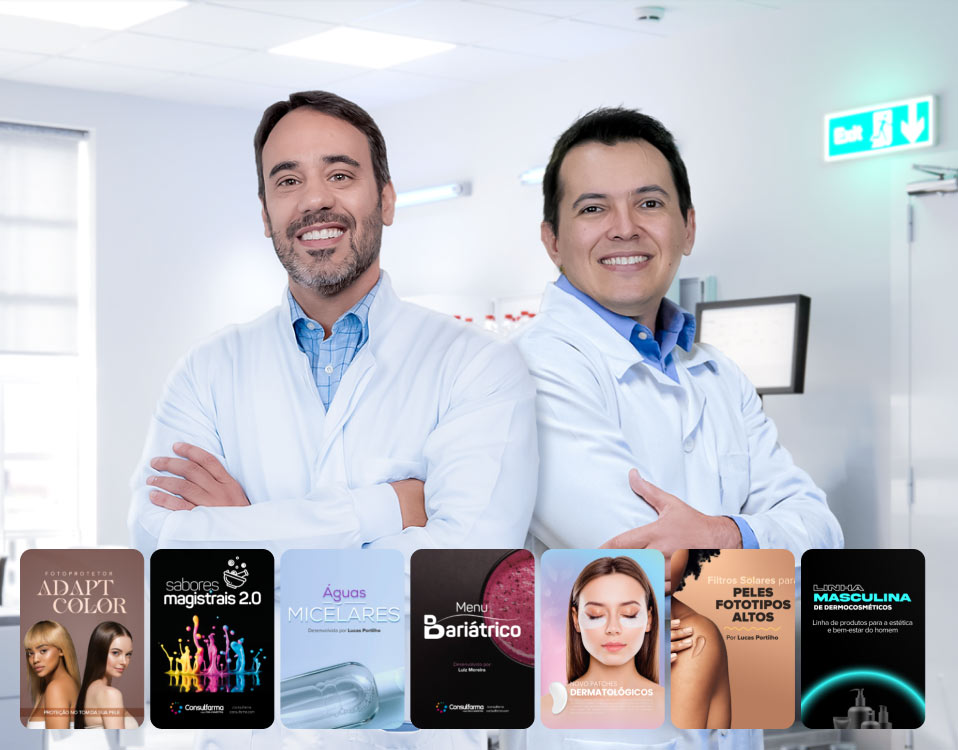 Exit
FOTOPROTETOR
ADAPT
COLOR
PROTEÇÃO NO TOM DA SUA PELE
sabores
magistrais 2.0
Consulfarma
Águas
MICELARES
Desenvolvido por Lucas Portilho
Menu
Bariátrico
Desenvolvido por
Luiz Moreira
Consulfarma
NOVO PATCHES
DERMATOLÓGICOS
Filtros Solares para
PELES
FOTOTIPOS
ALTOS
Por Lucas Portilho
LINHA
MASCULINA
DE DERMOCOSMÉTICOS
Linha de produtos para a estética
e bem-estar do homem